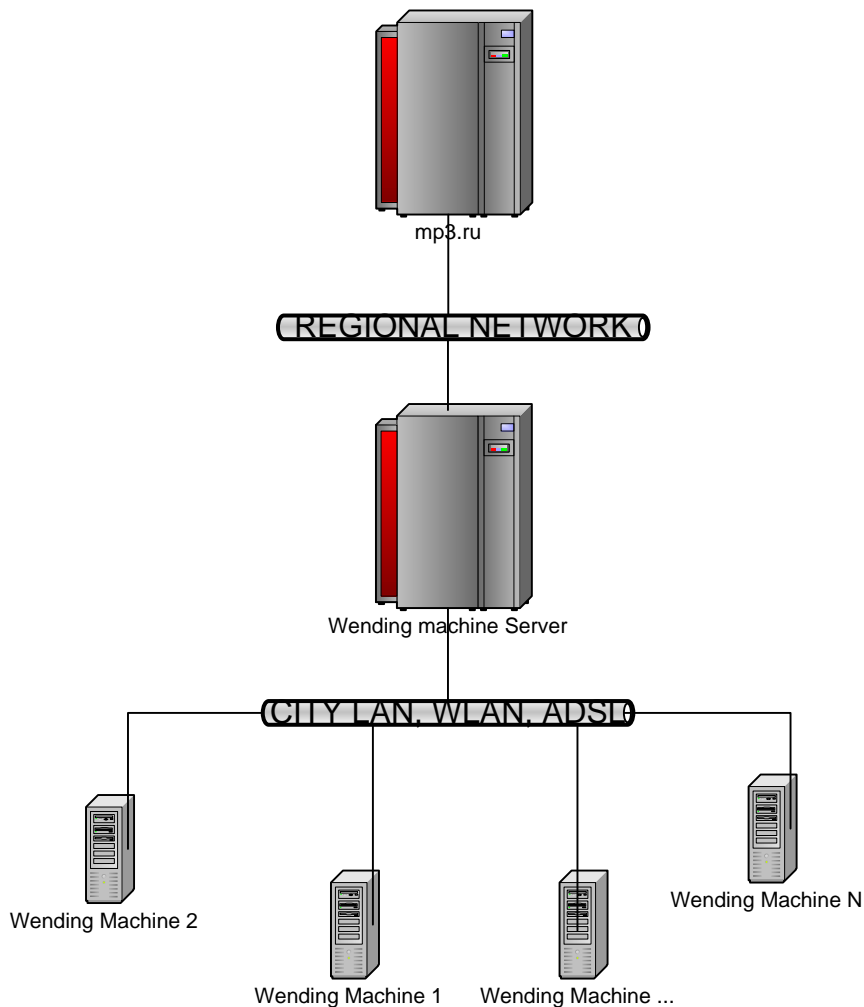 mp3.ru
REGIONAL NETWORK
Wending machine Server
CITY LAN, WLAN, ADSL
Wending Machine N
Wending Machine 2
Wending Machine 1
Wending Machine ...